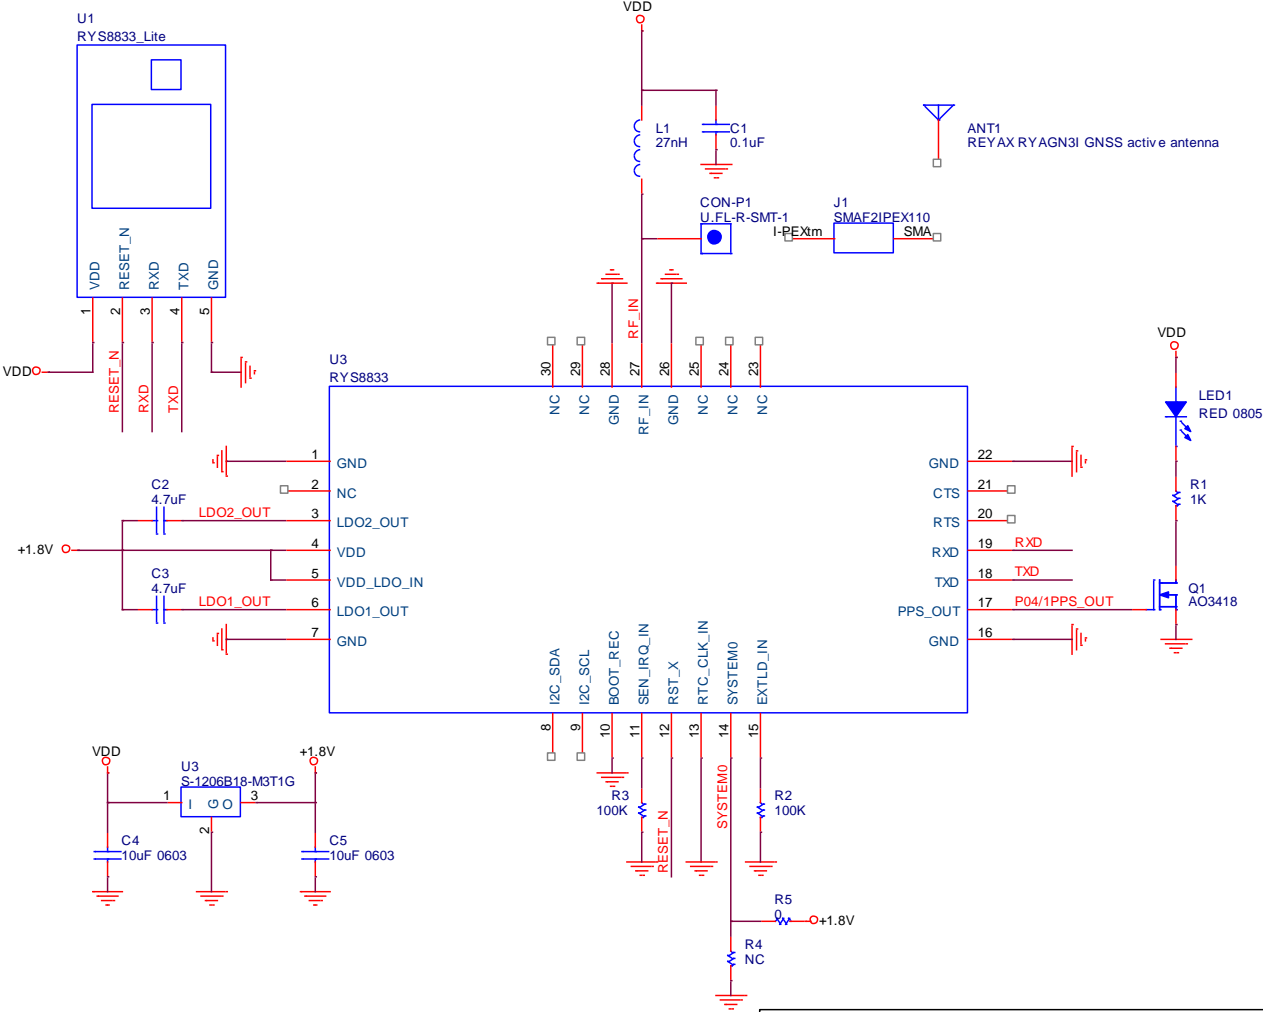 U1
RYS8833_Lite
VDD
RESET_N
RXD
TXD
GND
1
2
3
4
5
VDD
RESET_N
RXD
TXD
VDD
L1
27nH
C1
0.1uF
ANT1
REYAX RYAGN3I GNSS active antenna
CON-P1
U.FL-R-SMT-1
J1
SMAF2IPEX110
I-PEXtm
SMA
RF_IN
U3
RYS8833
30
29
28
27
26
25
24
23
NC
NC
GND
RF_IN
GND
NC
NC
NC
1
GND
2
NC
3
LDO2_OUT
4
VDD
5
VDD_LDO_IN
6
LDO1_OUT
7
GND
C2
4.7uF
LDO2_OUT
+1.8V
C3
4.7uF
LDO1_OUT
GND
22
CTS
21
RTS
20
RXD
19
RXD
TXD
18
TXD
PPS_OUT
17
P04/1PPS_OUT
GND
16
VDD
LED1
RED 0805
R1
1K
Q1
AO3418
I2C_SDA
I2C_SCL
BOOT_REC
SEN_IRQ_IN
RST_X
RTC_CLK_IN
SYSTEM0
EXTLD_IN
8
9
10
11
12
13
14
15
R3
100K
RESET_N
SYSTEM0
R2
100K
R5
0
+1.8V
R4
NC
VDD
+1.8V
U3
S-1206B18-M3T1G
1
I
G
O
3
2
C4
10uF 0603
C5
10uF 0603